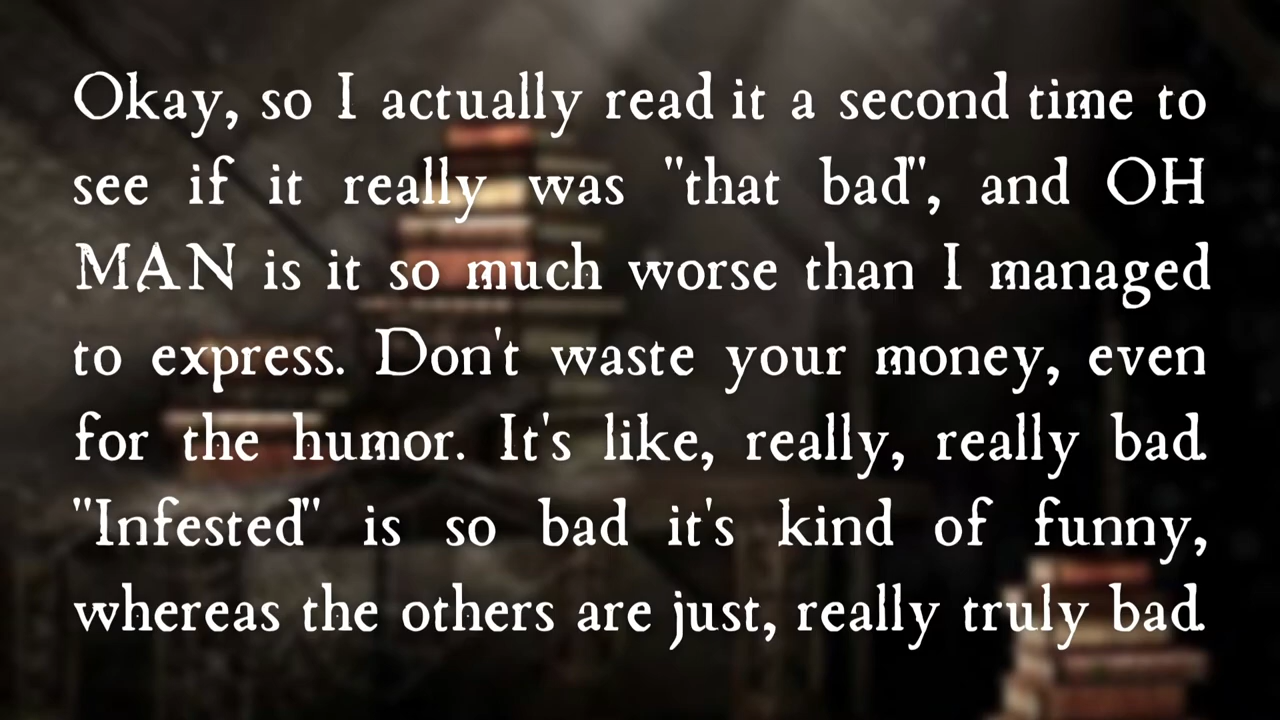 Okay, so I actually read it a second time to
see if it really was "that bad", and OH
MAN is it so much worse than I managed
to express. Don't waste your money, even
for the humor. It's like, really, really bad.
"Infested" is so bad it's kind of funny,
whereas the others are just, really truly bad.